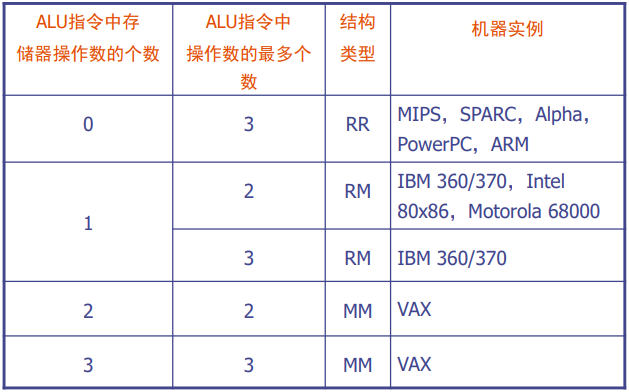 ALU指令中存
储器操作数的个数
ALU指令中
操作数的最多个
数
结构
类型
机器实例
0
3
RR
MIPS，SPARC，Alpha，
PowerPC，ARM
1
2
RM
IBM 360/370，Intel
80x86，Motorola 68000
3
RM
IBM 360/370
2
2
MM
VAX
3
3
MM
VAX